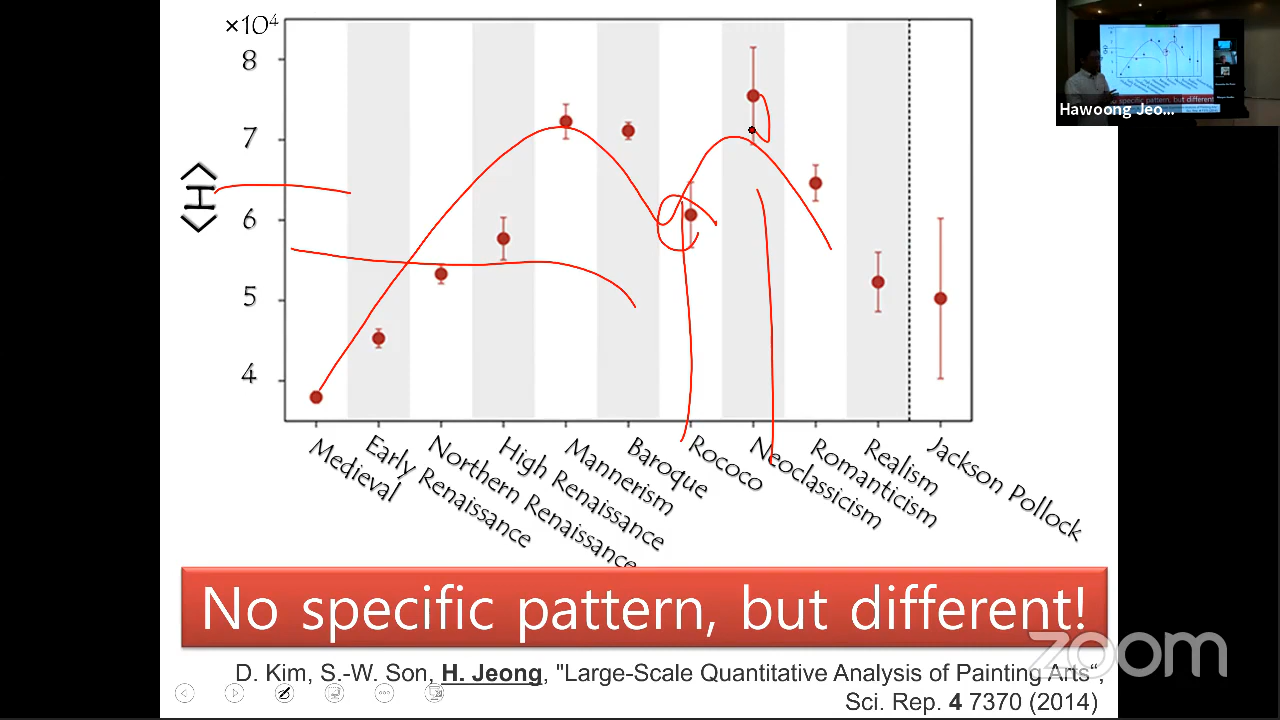 ×10⁴
8
7
6
5
4
<H>
Medieval
Early Renaissance
Northern Renaissance
High Renaissance
Mannerism
Baroque
Rococo
Neoclassicism
Romanticism
Realism
Jackson Pollock
No specific pattern, but different!
D. Kim, S.-W. Son, H. Jeong, "Large-Scale Quantitative Analysis of Painting Arts“,
Sci. Rep. 4 7370 (2014)
Hawoong Jeo...
zoom